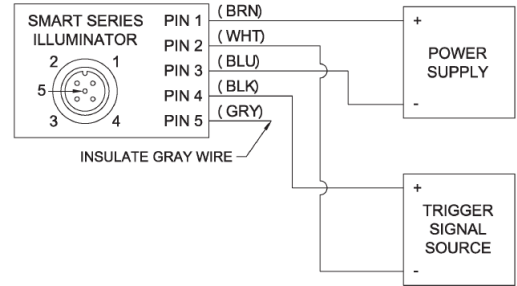 SMART SERIES
ILLUMINATOR
2 1
5
3 4
PIN 1 (BRN)
PIN 2 (WHT)
PIN 3 (BLU)
PIN 4 (BLK)
PIN 5 (GRY)
INSULATE GRAY WIRE
+
POWER
SUPPLY
-
+
TRIGGER
SIGNAL
SOURCE
-